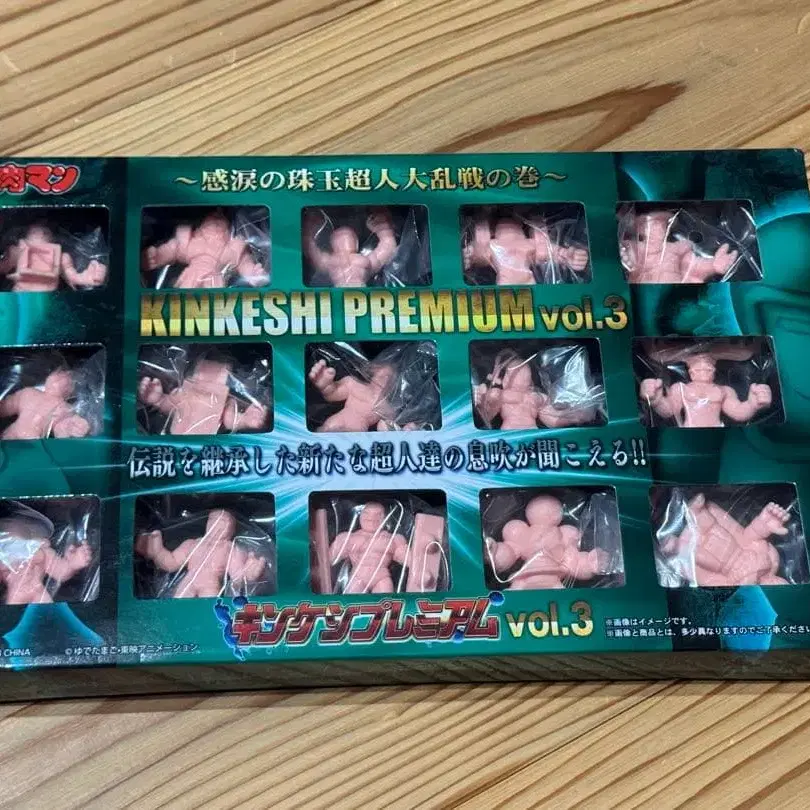 肉マン
～感涙の珠玉超人大乱戦の巻～
KINKESHI PREMIUM vol.3
伝説を継承した新たな超人達の息吹が聞こえる!!
キンケシプレミアム vol.3
※画像はイメージです。
※画像と商品とは、多少異なりますのでご了承ください
CHINA
©ゆでたまご・東映アニメーション